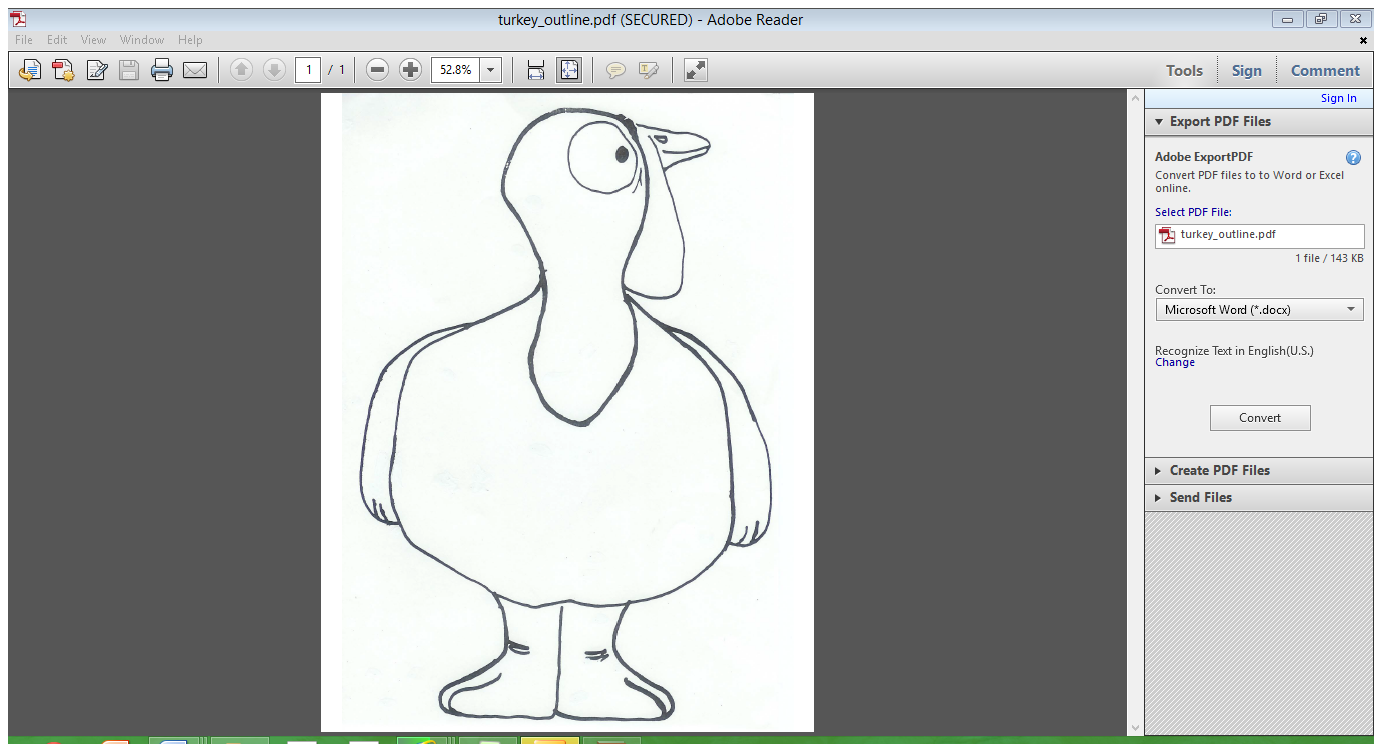 turkey_outline.pdf (SECURED) - Adobe Reader
File Edit View Window Help
1 / 1 52.8% Tools Sign Comment
Sign In
Export PDF Files
Adobe ExportPDF
Convert PDF files to to Word or Excel
online.
Select PDF File:
turkey_outline.pdf
1 file / 143 KB
Convert To:
Microsoft Word (*.docx)
Recognize Text in English(U.S.)
Change
Convert
Create PDF Files
Send Files